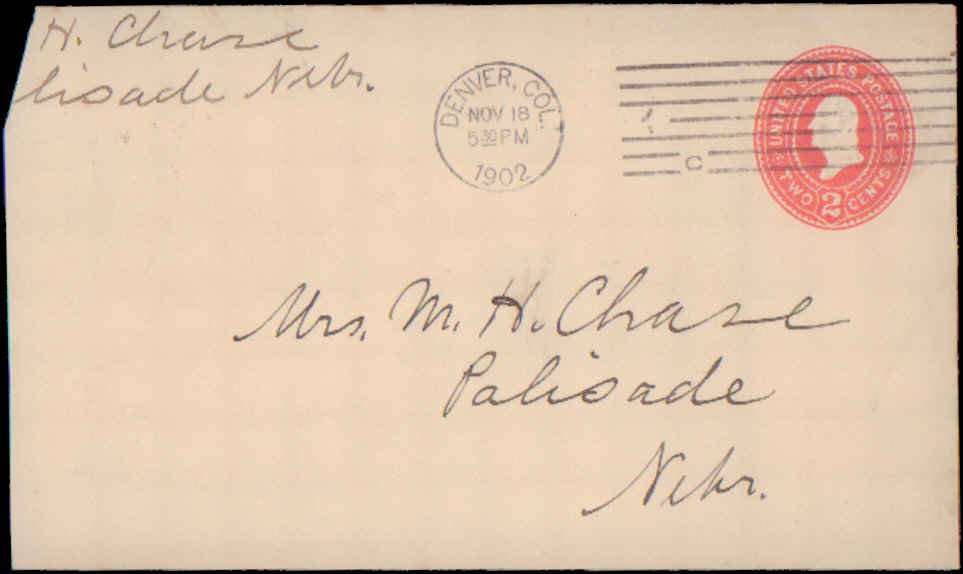 H. Chase
lisade Nebr.
DENVER, COL.
NOV 18
5 30 PM
1902
C
UNITED STATES POSTAGE
TWO 2 CENTS
Mrs. M. H. Chase
Palisade
Nebr.